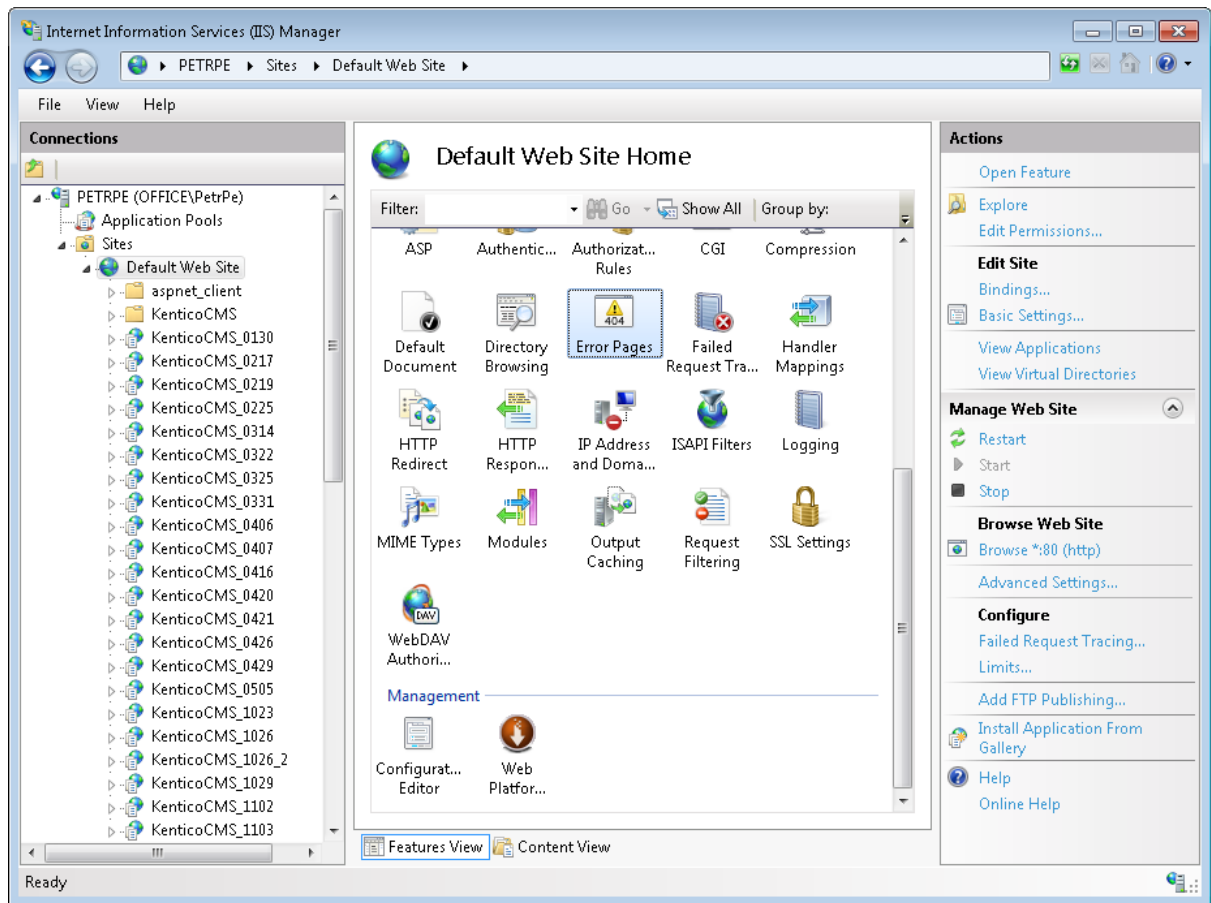 Internet Information Services (IIS) Manager
PETRPE Sites Default Web Site
File View Help
Connections
PETRPE (OFFICE\PetrPe)
Application Pools
Sites
Default Web Site
aspnet_client
KenticoCMS
KenticoCMS_0130
KenticoCMS_0217
KenticoCMS_0219
KenticoCMS_0225
KenticoCMS_0314
KenticoCMS_0322
KenticoCMS_0325
KenticoCMS_0331
KenticoCMS_0406
KenticoCMS_0407
KenticoCMS_0416
KenticoCMS_0420
KenticoCMS_0421
KenticoCMS_0426
KenticoCMS_0429
KenticoCMS_0505
KenticoCMS_1023
KenticoCMS_1026
KenticoCMS_1026_2
KenticoCMS_1029
KenticoCMS_1102
KenticoCMS_1103
Default Web Site Home
Filter: Go Show All Group by:
ASP Authentic... Authorizat... CGI Compression
Rules
404
Default Directory Error Pages Failed Handler
Document Browsing Request Tra... Mappings
HTTP HTTP IP Address ISAPI Filters Logging
Redirect Respon... and Doma...
MIME Types Modules Output Request SSL Settings
Caching Filtering
DAV
WebDAV
Authori...
Management
Configurat... Web
Editor Platfor...
Features View Content View
Actions
Open Feature
Explore
Edit Permissions...
Edit Site
Bindings...
Basic Settings...
View Applications
View Virtual Directories
Manage Web Site
Restart
Start
Stop
Browse Web Site
Browse *:80 (http)
Advanced Settings...
Configure
Failed Request Tracing...
Limits...
Add FTP Publishing...
Install Application From
Gallery
Help
Online Help
Ready